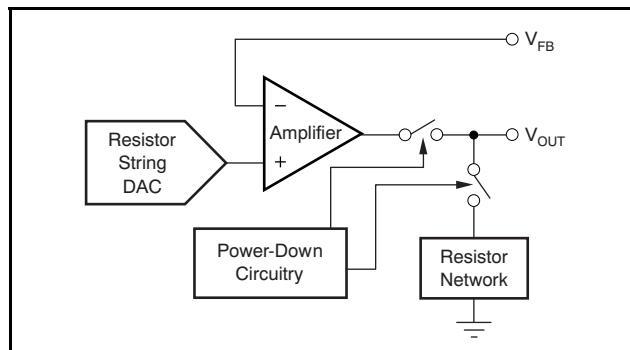 V_FB
−
Amplifier
+
Resistor
String
DAC
V_OUT
Power-Down
Circuitry
Resistor
Network